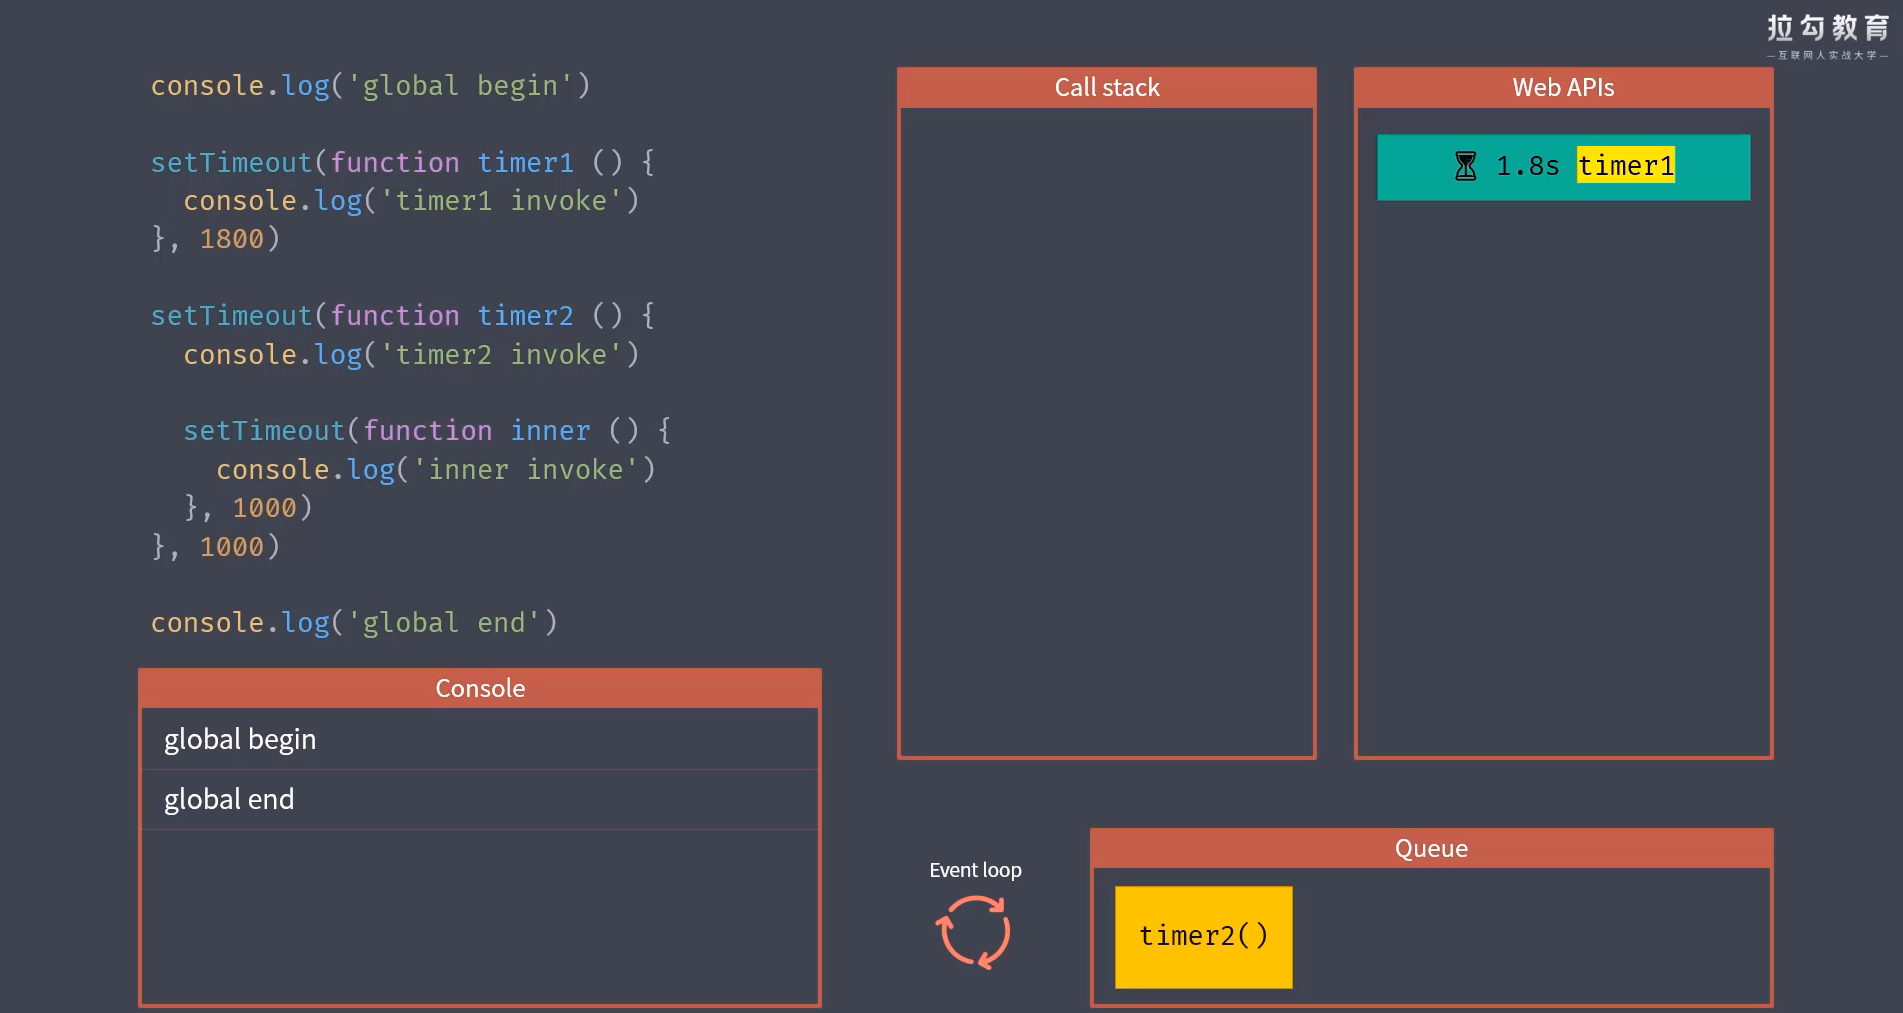 拉勾教育
—互联网人实战大学—
console.log('global begin')
setTimeout(function timer1 () {
  console.log('timer1 invoke')
}, 1800)
setTimeout(function timer2 () {
  console.log('timer2 invoke')
  setTimeout(function inner () {
    console.log('inner invoke')
  }, 1000)
}, 1000)
console.log('global end')
Call stack
Web APIs
1.8s timer1
Console
global begin
global end
Event loop
Queue
timer2()